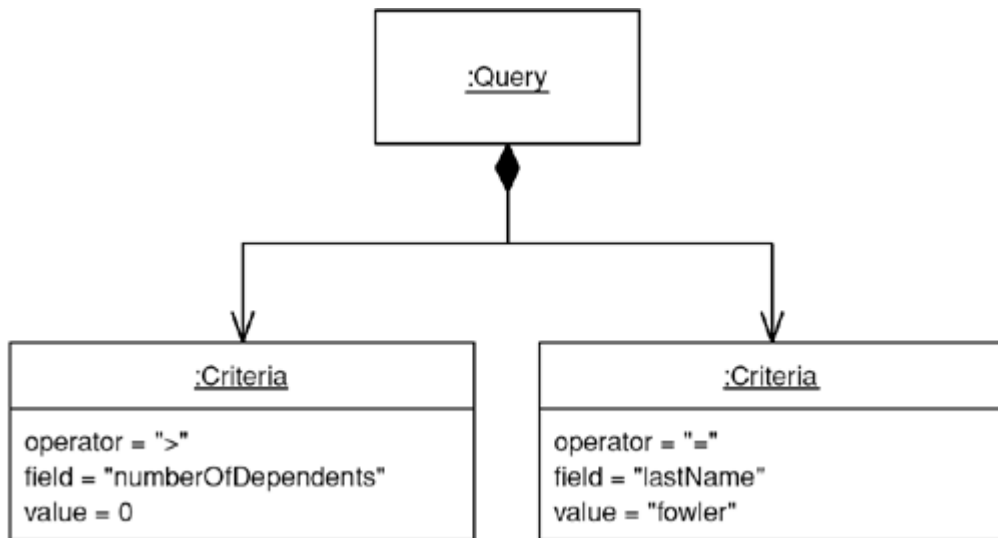 :Query
:Criteria
operator = ">"
field = "numberOfDependents"
value = 0
:Criteria
operator = "="
field = "lastName"
value = "fowler"